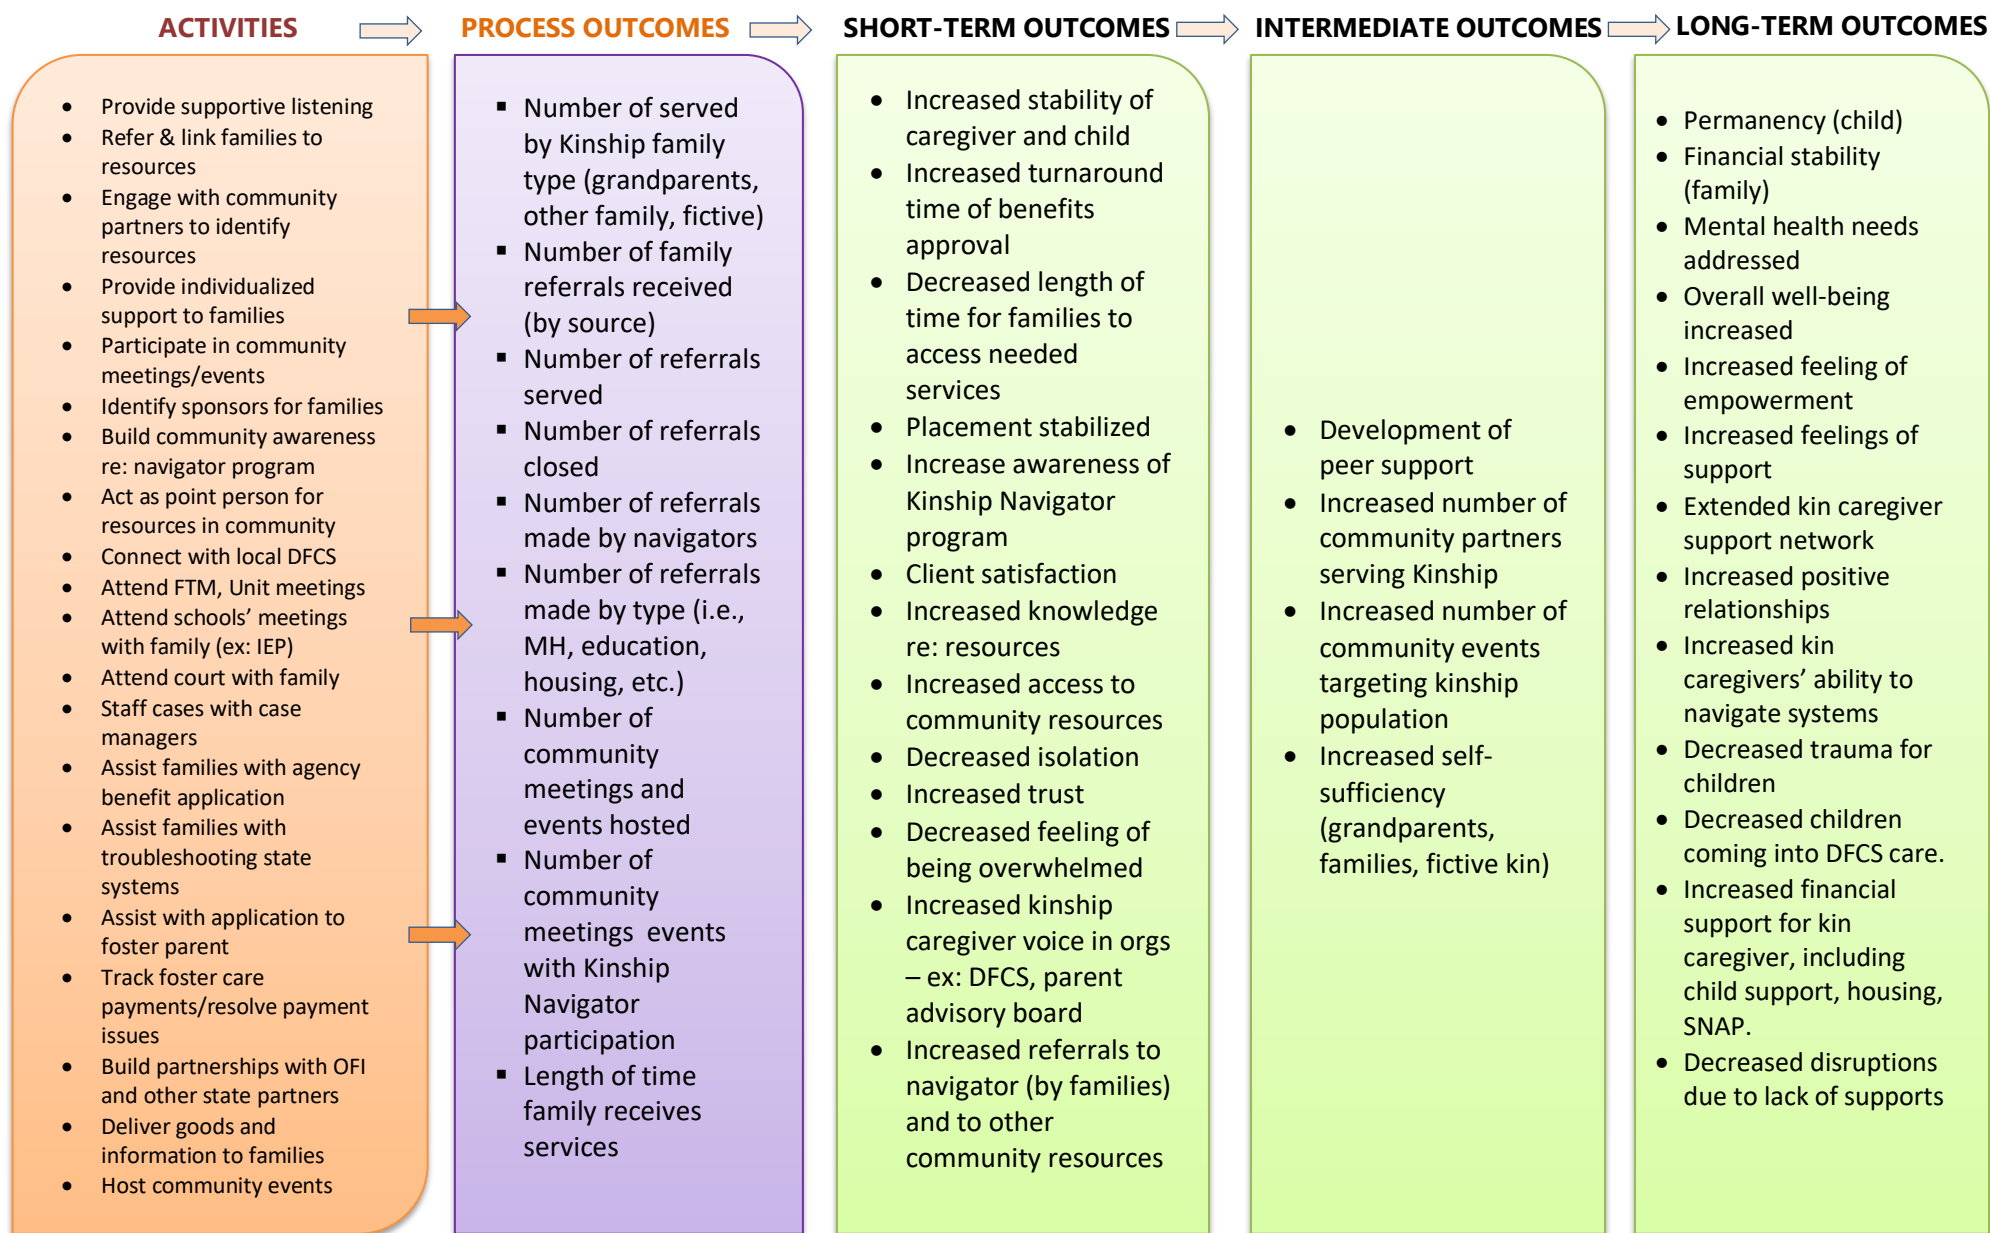 ACTIVITIES
PROCESS OUTCOMES
SHORT-TERM OUTCOMES
INTERMEDIATE OUTCOMES
LONG-TERM OUTCOMES
• Provide supportive listening
• Refer & link families to
resources
• Engage with community
partners to identify
resources
• Provide individualized
support to families
• Participate in community
meetings/events
• Identify sponsors for families
• Build community awareness
re: navigator program
• Act as point person for
resources in community
• Connect with local DFCS
• Attend FTM, Unit meetings
• Attend schools’ meetings
with family (ex: IEP)
• Attend court with family
• Staff cases with case
managers
• Assist families with agency
benefit application
• Assist families with
troubleshooting state
systems
• Assist with application to
foster parent
• Track foster care
payments/resolve payment
issues
• Build partnerships with OFI
and other state partners
• Deliver goods and
information to families
• Host community events
▪ Number of served
by Kinship family
type (grandparents,
other family, fictive)
▪ Number of family
referrals received
(by source)
▪ Number of referrals
served
▪ Number of referrals
closed
▪ Number of referrals
made by navigators
▪ Number of referrals
made by type (i.e.,
MH, education,
housing, etc.)
▪ Number of
community
meetings and
events hosted
▪ Number of
community
meetings events
with Kinship
Navigator
participation
▪ Length of time
family receives
services
• Increased stability of
caregiver and child
• Increased turnaround
time of benefits
approval
• Decreased length of
time for families to
access needed
services
• Placement stabilized
• Increase awareness of
Kinship Navigator
program
• Client satisfaction
• Increased knowledge
re: resources
• Increased access to
community resources
• Decreased isolation
• Increased trust
• Decreased feeling of
being overwhelmed
• Increased kinship
caregiver voice in orgs
– ex: DFCS, parent
advisory board
• Increased referrals to
navigator (by families)
and to other
community resources
• Development of
peer support
• Increased number of
community partners
serving Kinship
• Increased number of
community events
targeting kinship
population
• Increased self-
sufficiency
(grandparents,
families, fictive kin)
• Permanency (child)
• Financial stability
(family)
• Mental health needs
addressed
• Overall well-being
increased
• Increased feeling of
empowerment
• Increased feelings of
support
• Extended kin caregiver
support network
• Increased positive
relationships
• Increased kin
caregivers’ ability to
navigate systems
• Decreased trauma for
children
• Decreased children
coming into DFCS care.
• Increased financial
support for kin
caregiver, including
child support, housing,
SNAP.
• Decreased disruptions
due to lack of supports